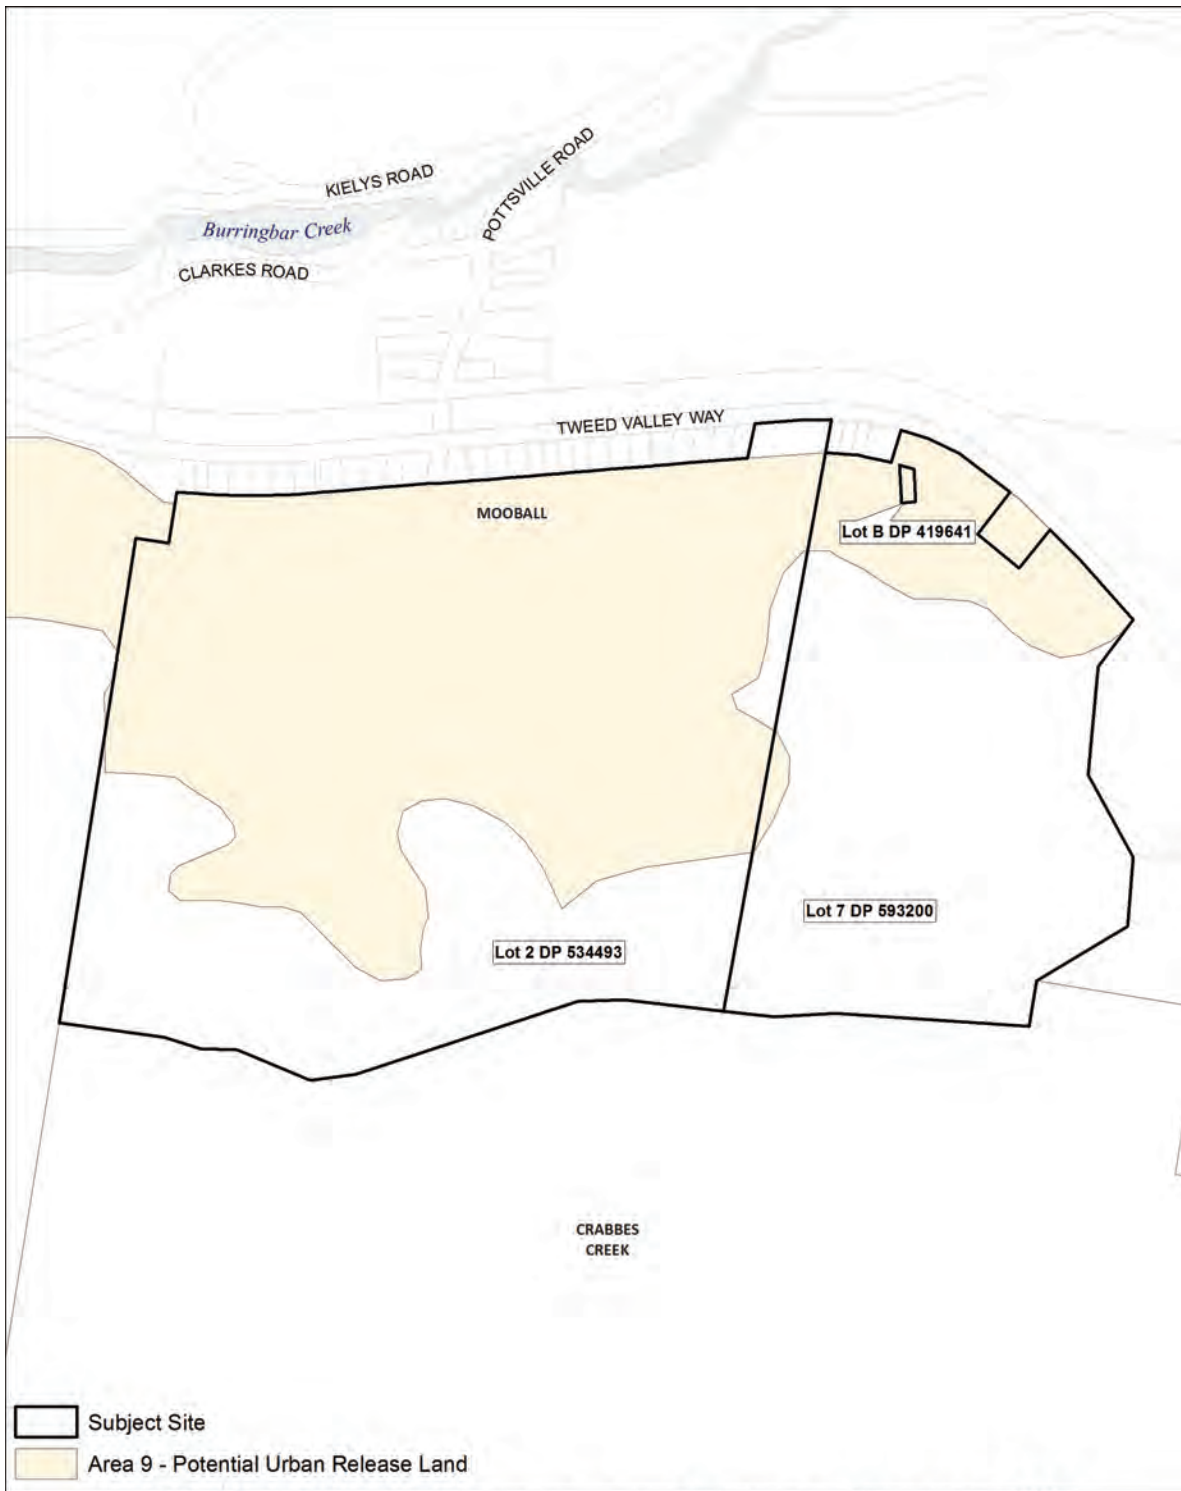 KIELYS ROAD
POTTSVILLE ROAD
Burringbar Creek
CLARKES ROAD
TWEED VALLEY WAY
MOOBALL
Lot B DP 419641
Lot 7 DP 593200
Lot 2 DP 534493
CRABBES
CREEK
Subject Site
Area 9 - Potential Urban Release Land